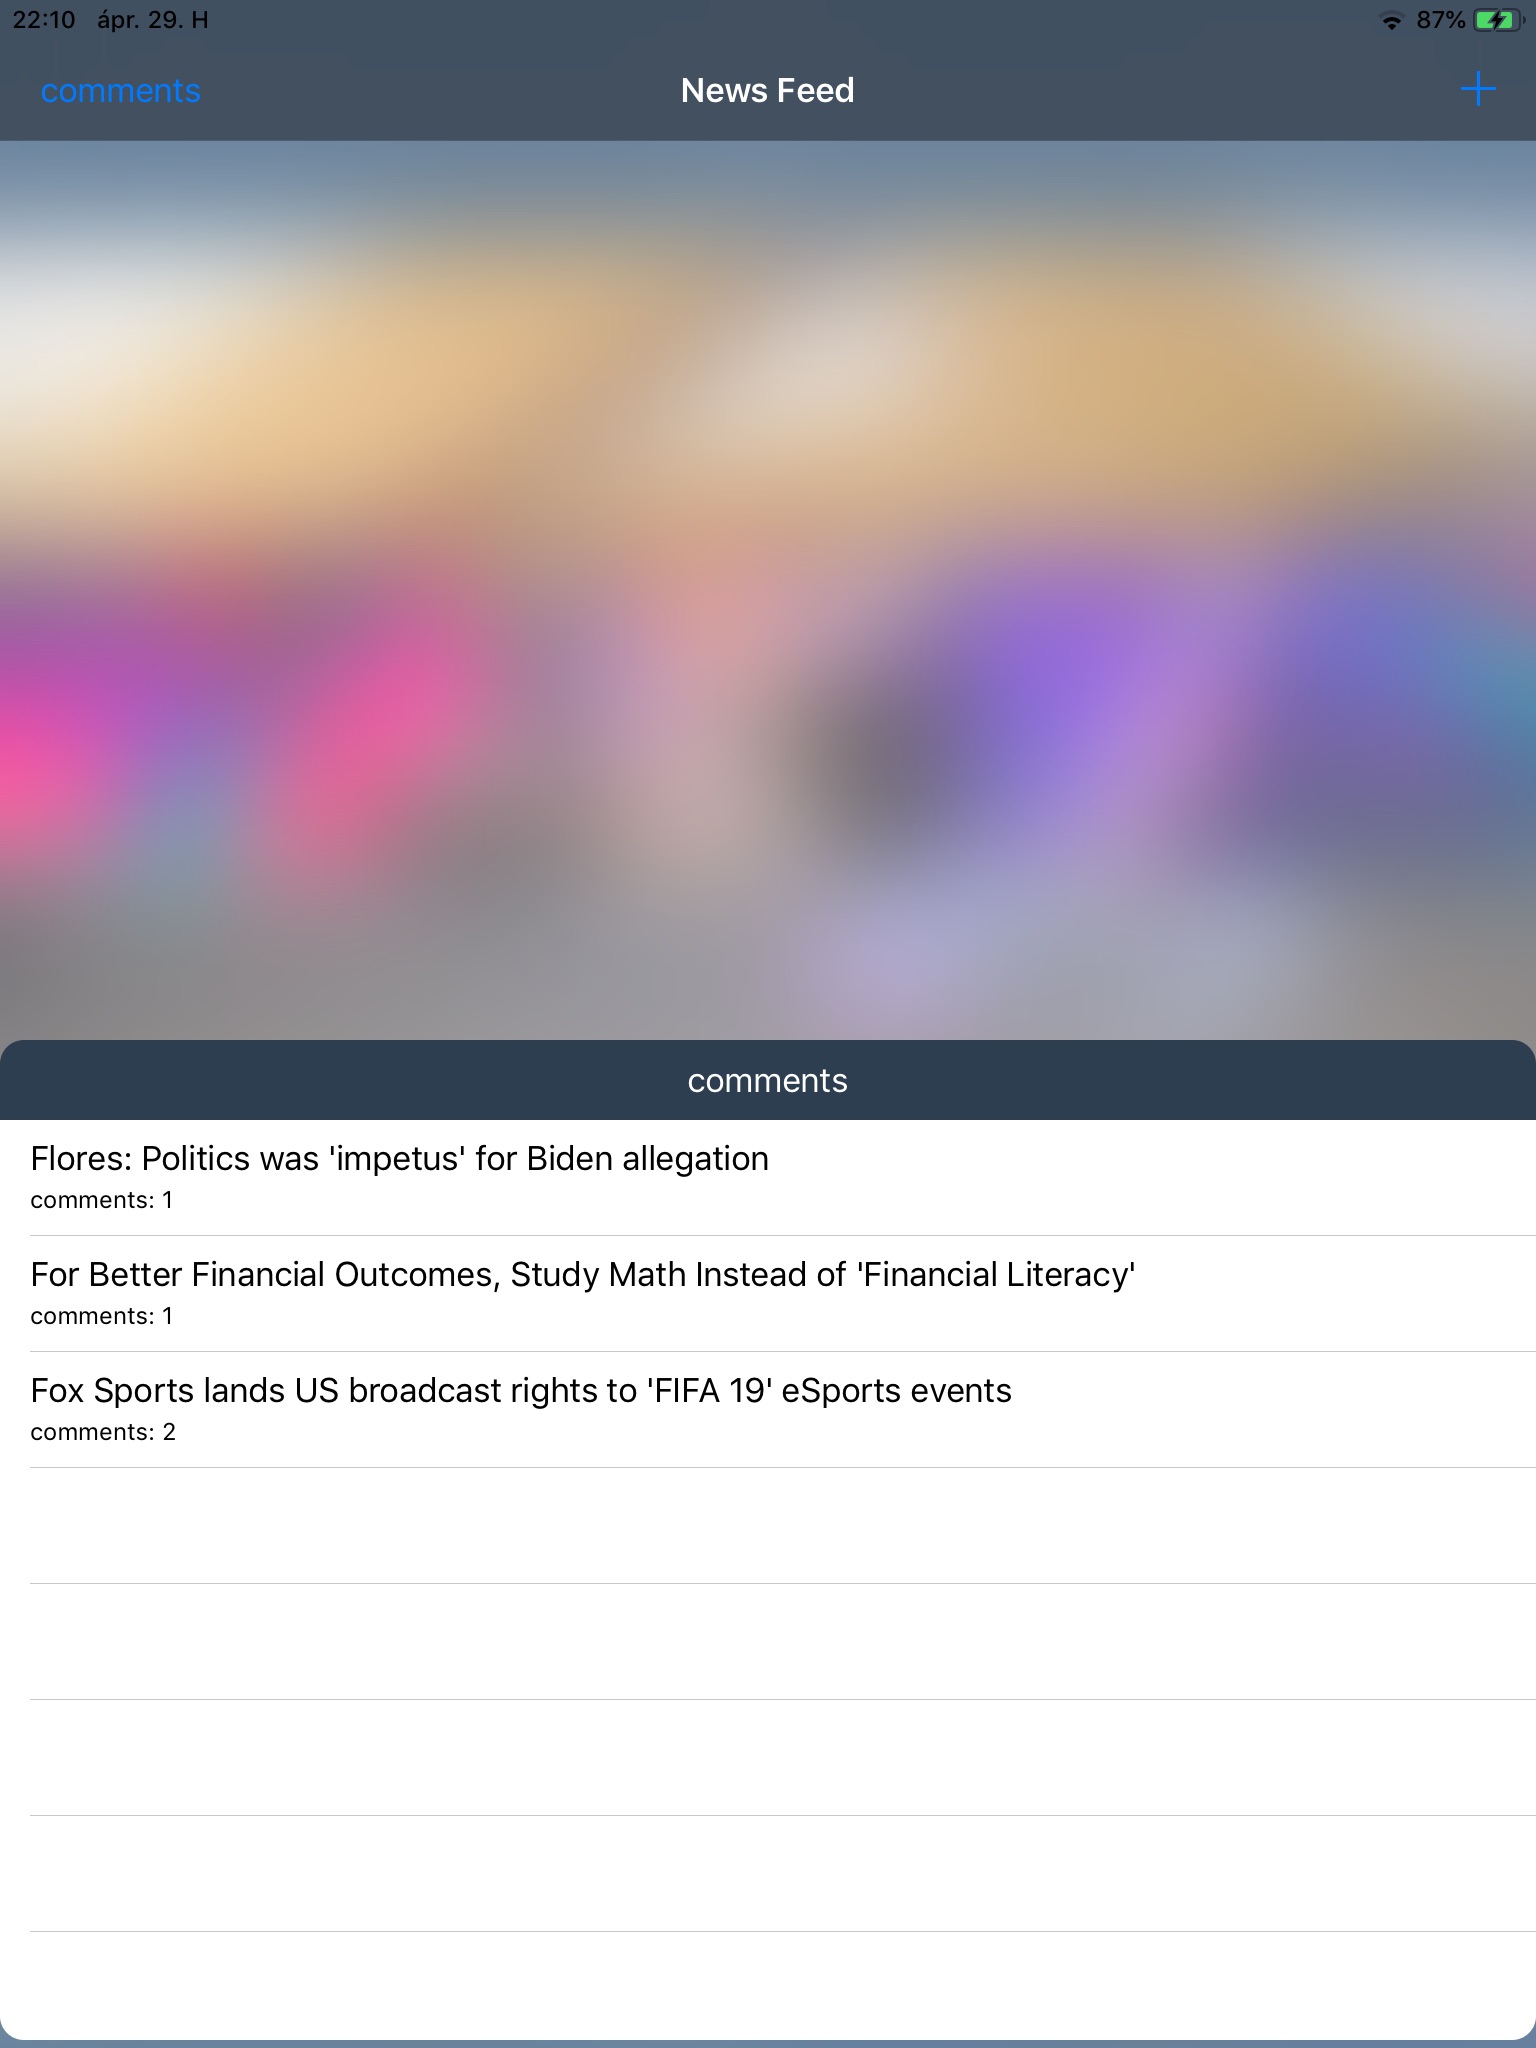 22:10 ápr. 29. H 87%
comments News Feed +
comments
Flores: Politics was 'impetus' for Biden allegation
comments: 1
For Better Financial Outcomes, Study Math Instead of 'Financial Literacy'
comments: 1
Fox Sports lands US broadcast rights to 'FIFA 19' eSports events
comments: 2